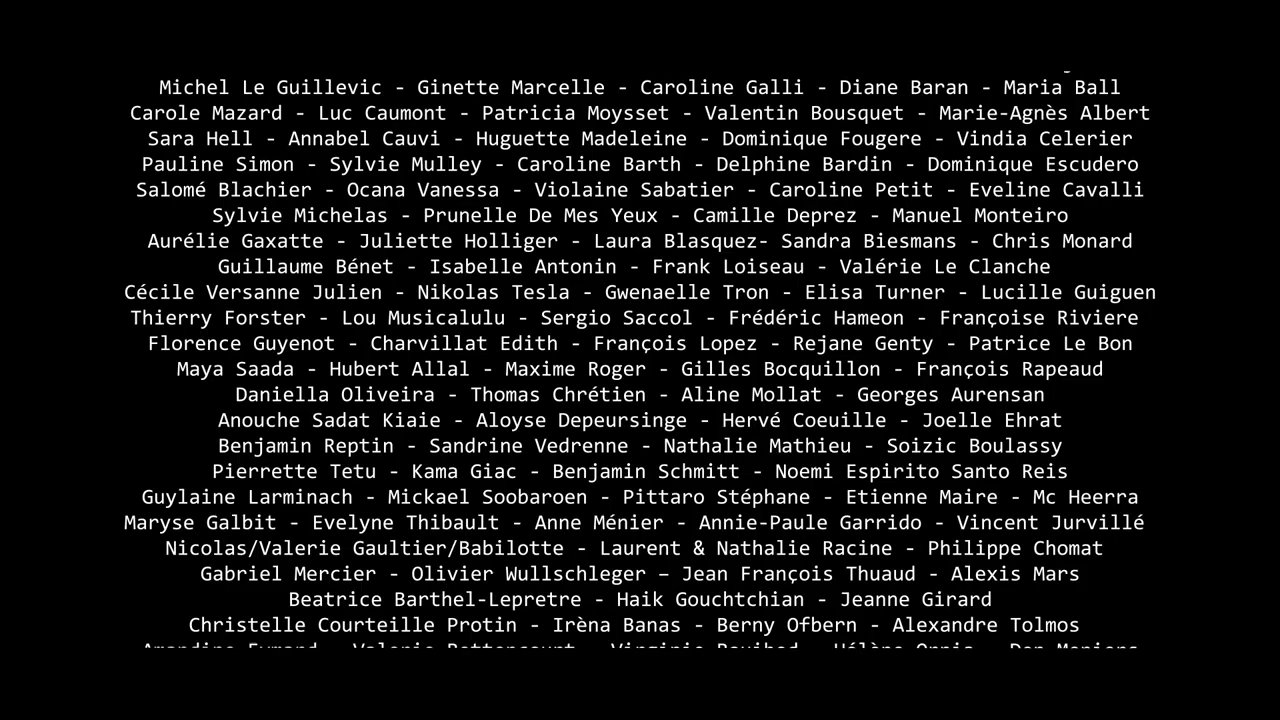 Michel Le Guillevic - Ginette Marcelle - Caroline Galli - Diane Baran - Maria Ball
Carole Mazard - Luc Caumont - Patricia Moysset - Valentin Bousquet - Marie-Agnès Albert
Sara Hell - Annabel Cauvi - Huguette Madeleine - Dominique Fougere - Vindia Celerier
Pauline Simon - Sylvie Mulley - Caroline Barth - Delphine Bardin - Dominique Escudero
Salomé Blachier - Ocana Vanessa - Violaine Sabatier - Caroline Petit - Eveline Cavalli
Sylvie Michelas - Prunelle De Mes Yeux - Camille Deprez - Manuel Monteiro
Aurélie Gaxatte - Juliette Holliger - Laura Blasquez- Sandra Biesmans - Chris Monard
Guillaume Bénet - Isabelle Antonin - Frank Loiseau - Valérie Le Clanche
Cécile Versanne Julien - Nikolas Tesla - Gwenaelle Tron - Elisa Turner - Lucille Guiguen
Thierry Forster - Lou Musicalulu - Sergio Saccol - Frédéric Hameon - Françoise Riviere
Florence Guyenot - Charvillat Edith - François Lopez - Rejane Genty - Patrice Le Bon
Maya Saada - Hubert Allal - Maxime Roger - Gilles Bocquillon - François Rapeaud
Daniella Oliveira - Thomas Chrétien - Aline Mollat - Georges Aurensan
Anouche Sadat Kiaie - Aloyse Depeursinge - Hervé Coeuille - Joelle Ehrat
Benjamin Reptin - Sandrine Vedrenne - Nathalie Mathieu - Soizic Boulassy
Pierrette Tetu - Kama Giac - Benjamin Schmitt - Noemi Espirito Santo Reis
Guylaine Larminach - Mickael Soobaroen - Pittaro Stéphane - Etienne Maire - Mc Heerra
Maryse Galbit - Evelyne Thibault - Anne Ménier - Annie-Paule Garrido - Vincent Jurvillé
Nicolas/Valerie Gaultier/Babilotte - Laurent & Nathalie Racine - Philippe Chomat
Gabriel Mercier - Olivier Wullschleger – Jean François Thuaud - Alexis Mars
Beatrice Barthel-Lepretre - Haik Gouchtchian - Jeanne Girard
Christelle Courteille Protin - Irèna Banas - Berny Ofbern - Alexandre Tolmos